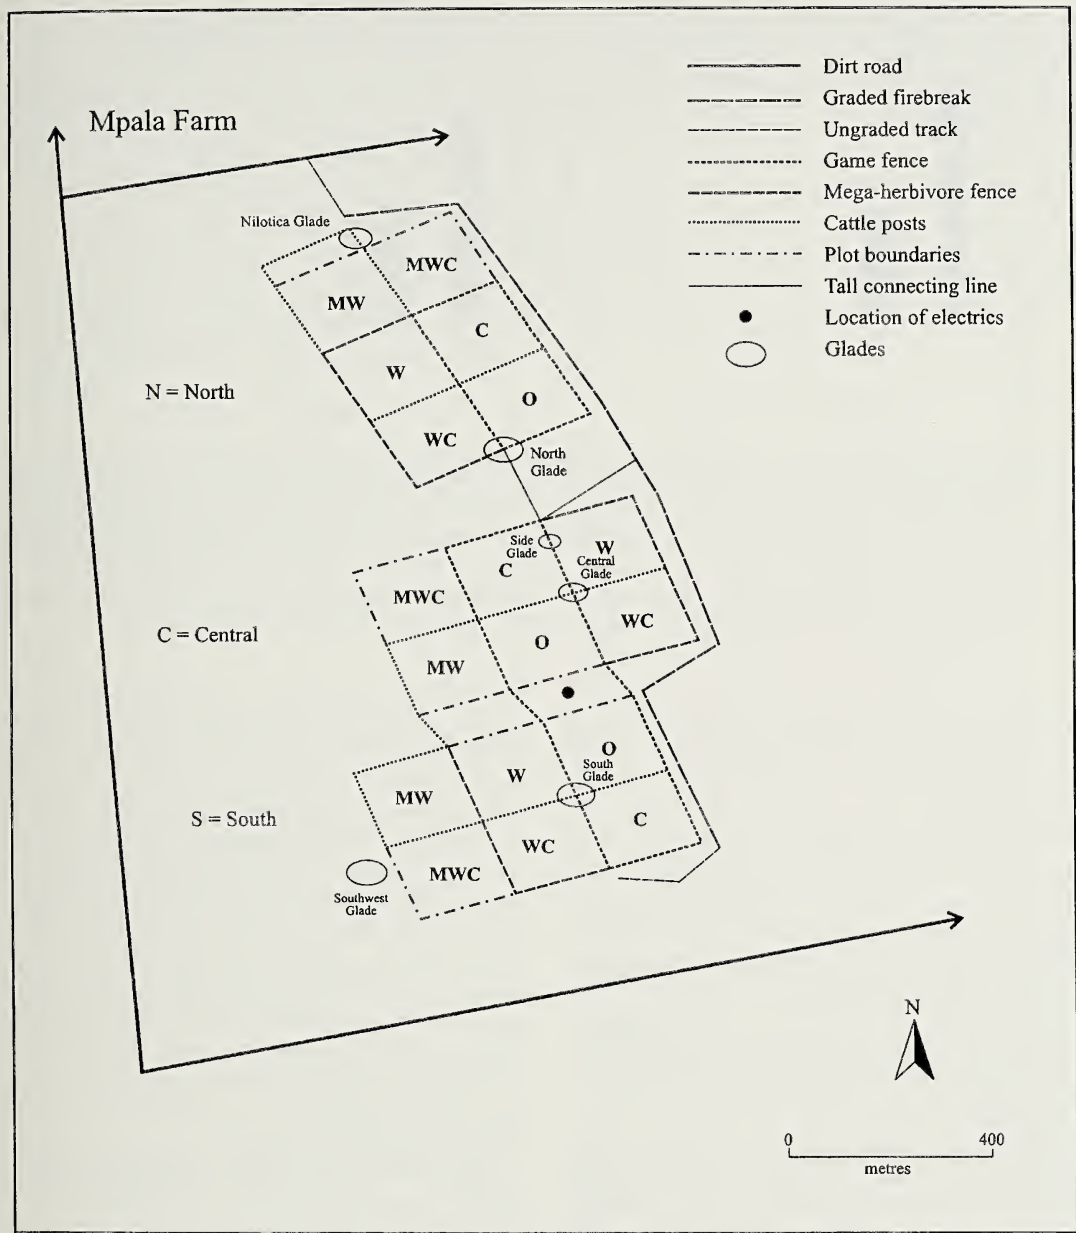 Mpala Farm
Dirt road
Graded firebreak
Ungraded track
Game fence
Mega-herbivore fence
Cattle posts
Plot boundaries
Tall connecting line
Location of electrics
Glades
Nilotica Glade
MWC
MW
C
W
O
WC
North
Glade
N = North
Side
Glade
W
C
Central
Glade
MWC
WC
O
MW
C = Central
O
South
Glade
W
MW
C
WC
MWC
S = South
Southwest
Glade
N
0 400
metres